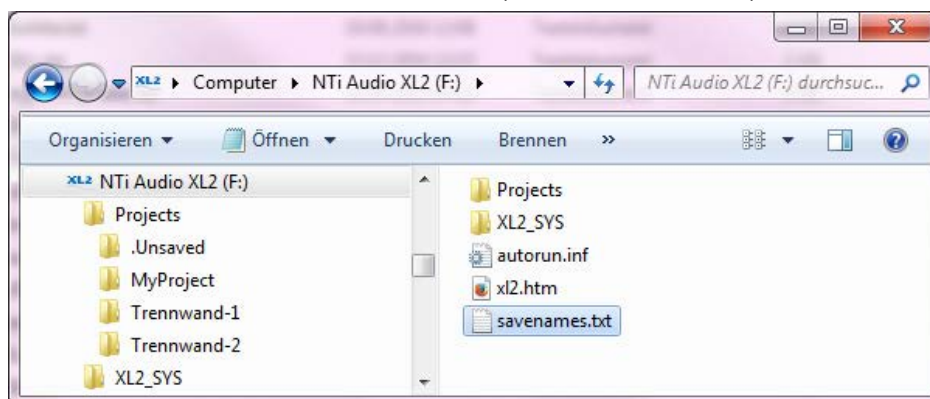 XL2 Computer NTi Audio XL2 (F:) NTi Audio XL2 (F:) durchsuc...
Organisieren Öffnen Drucken Brennen »
XL2 NTi Audio XL2 (F:)
Projects
.Unsaved
MyProject
Trennwand-1
Trennwand-2
XL2_SYS
Projects
XL2_SYS
autorun.inf
xl2.htm
savenames.txt